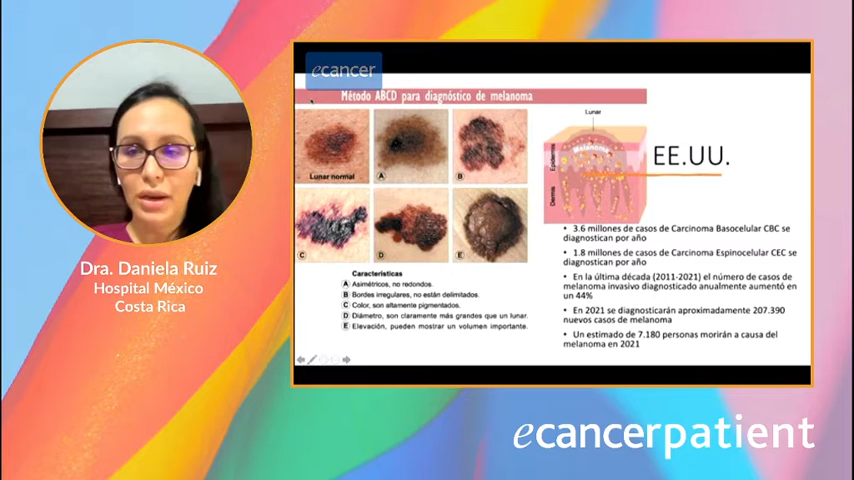 ecancer
Método ABCD para diagnóstico de melanoma
Lunar normal
A
B
C
D
E
Características
A Asimétricos, no redondos.
B Bordes irregulares, no están delimitados.
C Color, son altamente pigmentados.
D Diámetro, son claramente más grandes que un lunar.
E Elevación, pueden mostrar un volumen importante.
Lunar
Melanoma
Epidermis
Dermis
EE.UU.
• 3.6 millones de casos de Carcinoma Basocelular CBC se
diagnostican por año
• 1.8 millones de casos de Carcinoma Espinocelular CEC se
diagnostican por año
• En la última década (2011-2021) el número de casos de
melanoma invasivo diagnosticado anualmente aumentó en
un 44%
• En 2021 se diagnosticarán aproximadamente 207.390
nuevos casos de melanoma
• Un estimado de 7.180 personas morirán a causa del
melanoma en 2021
Dra. Daniela Ruiz
Hospital México
Costa Rica
ecancerpatient